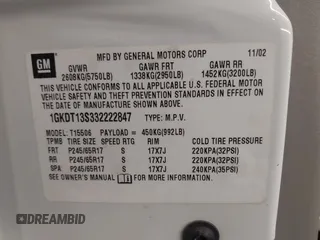 GM
MFD BY GENERAL MOTORS CORP 11/02
GVWR GAWR FRT GAWR RR
2608KG(5750LB) 1338KG(2950LB) 1452KG(3200LB)
THIS VEHICLE CONFORMS TO ALL APPLICABLE U.S. FEDERAL MOTOR
VEHICLE SAFETY AND THEFT PREVENTION STANDARDS IN EFFECT
ON THE DATE OF MANUFACTURE SHOWN ABOVE.
1GKDT13S332222847 TYPE: M.P.V.
MODEL: T15506 PAYLOAD = 450KG(992LB)
TPMB TIRE SIZE SPEED RTG RIM COLD TIRE PRESSURE
FRT P245/65R17 S 17X7J 220KPA(32PSI)
RR P245/65R17 S 17X7J 220KPA(32PSI)
SPA P245/65R17 S 17X7J 240KPA(35PSI)
SEE OWNER'S MANUAL FOR MORE INFORMATION.
DREAMBID